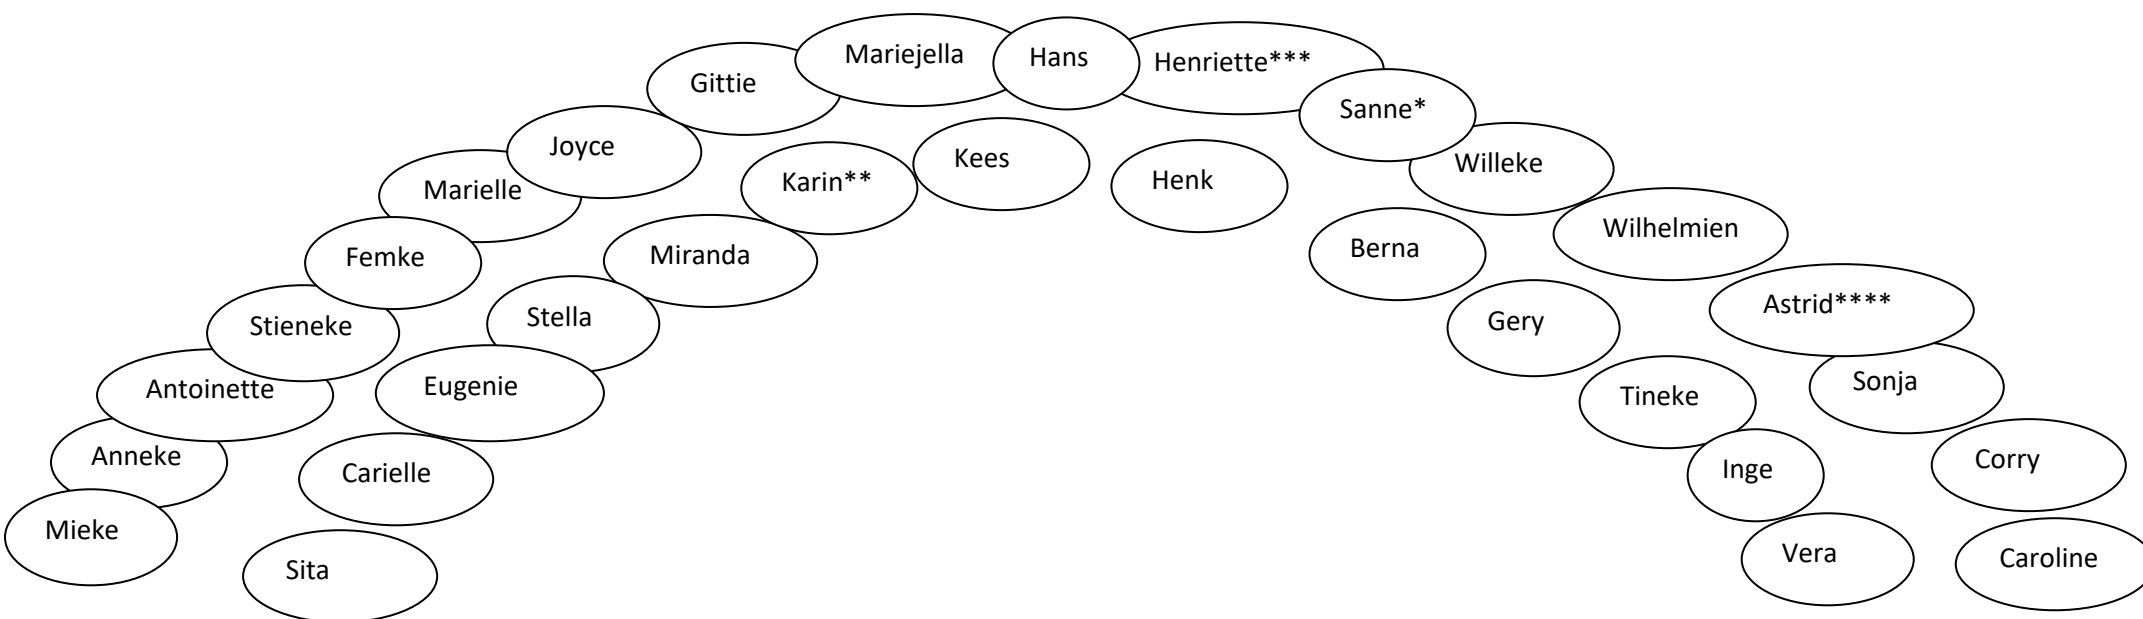 Mariejella
Hans
Henriette***
Gittie
Sanne*
Joyce
Kees
Willeke
Marielle
Karin**
Henk
Femke
Miranda
Berna
Wilhelmien
Stieneke
Stella
Gery
Astrid****
Antoinette
Eugenie
Tineke
Sonja
Anneke
Carielle
Inge
Corry
Mieke
Sita
Vera
Caroline